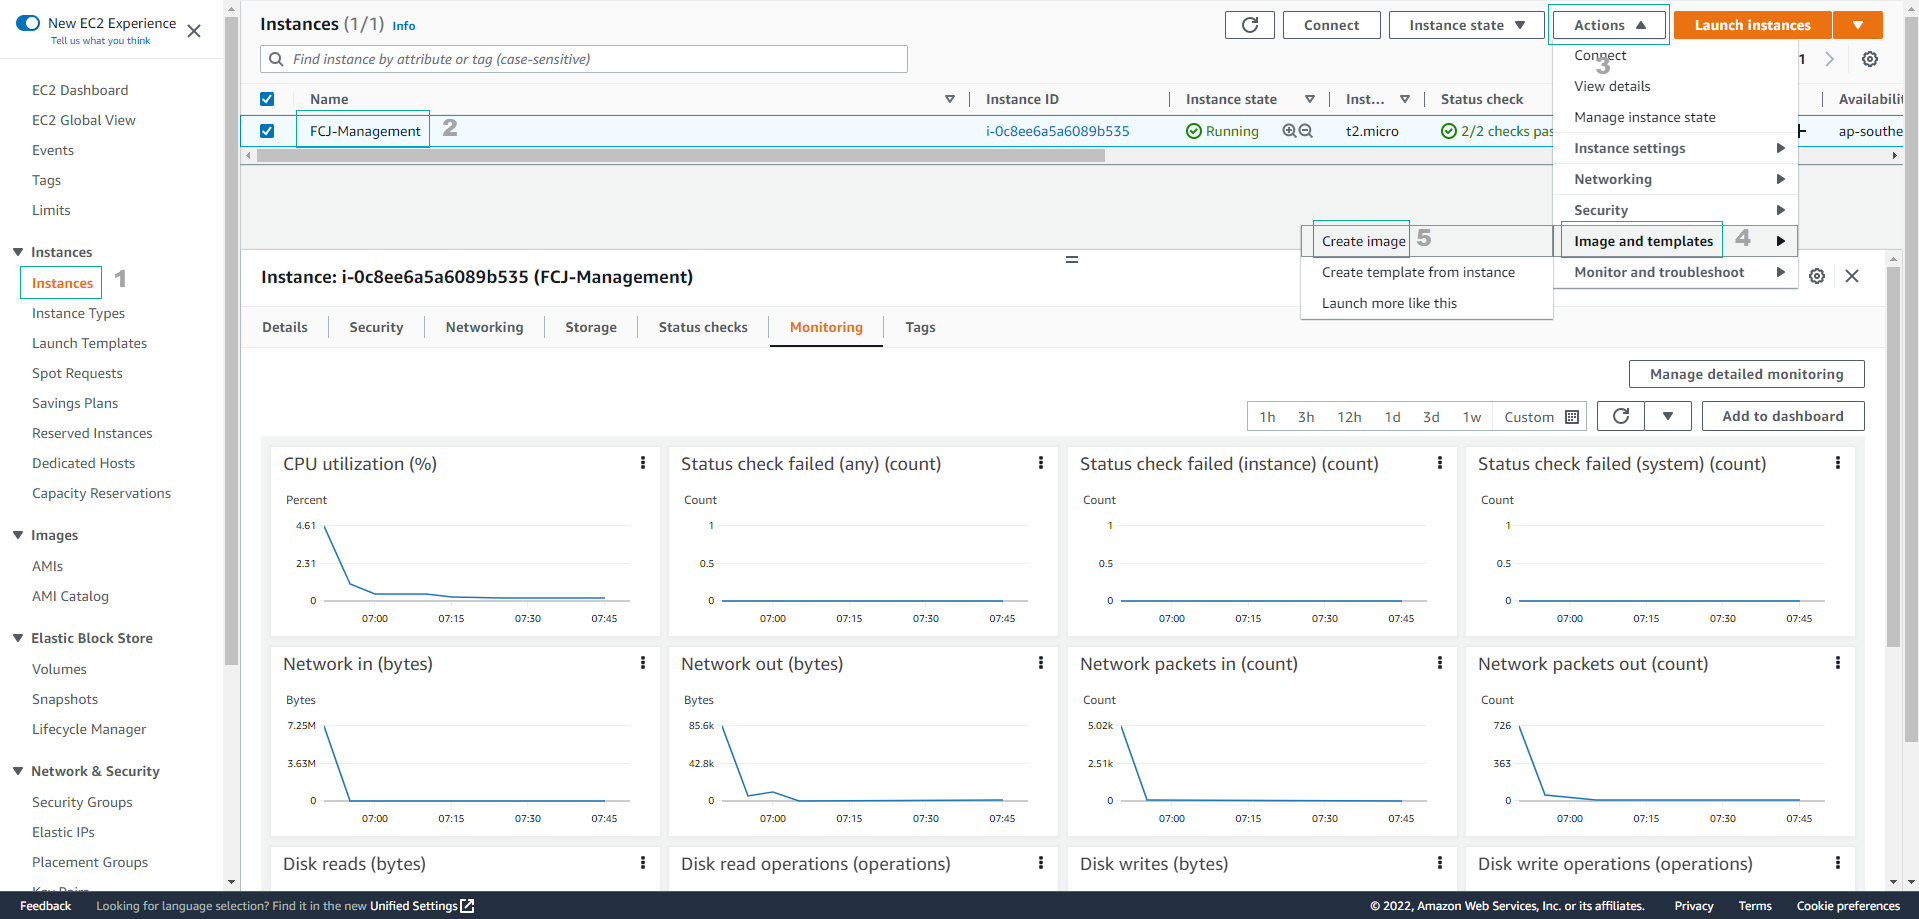 New EC2 Experience
Tell us what you think
EC2 Dashboard
EC2 Global View
Events
Tags
Limits
Instances
Instances 1
Instance Types
Launch Templates
Spot Requests
Savings Plans
Reserved Instances
Dedicated Hosts
Capacity Reservations
Images
AMIs
AMI Catalog
Elastic Block Store
Volumes
Snapshots
Lifecycle Manager
Network & Security
Security Groups
Elastic IPs
Placement Groups
Key Pairs
Instances (1/1) Info
Connect
Instance state
Actions
Launch instances
Find instance by attribute or tag (case-sensitive)
1
Name
Instance ID
Instance state
Inst...
Status check
Availabili
FCJ-Management 2
i-0c8ee6a5a6089b535
Running
t2.micro
2/2 checks pas
ap-southe
Connect
3
View details
Manage instance state
Instance settings
Networking
Security
Image and templates 4
Monitor and troubleshoot
Create image 5
Create template from instance
Launch more like this
Instance: i-0c8ee6a5a6089b535 (FCJ-Management)
Details
Security
Networking
Storage
Status checks
Monitoring
Tags
Manage detailed monitoring
1h 3h 12h 1d 3d 1w Custom
Add to dashboard
CPU utilization (%)
Percent
4.61
2.31
0
07:00 07:15 07:30 07:45
Status check failed (any) (count)
Count
1
0.5
0
07:00 07:15 07:30 07:45
Status check failed (instance) (count)
Count
1
0.5
0
07:00 07:15 07:30 07:45
Status check failed (system) (count)
Count
1
0.5
0
07:00 07:15 07:30 07:45
Network in (bytes)
Bytes
7.25M
3.63M
0
07:00 07:15 07:30 07:45
Network out (bytes)
Bytes
85.6k
42.8k
0
07:00 07:15 07:30 07:45
Network packets in (count)
Count
5.02k
2.51k
0
07:00 07:15 07:30 07:45
Network packets out (count)
Count
726
363
0
07:00 07:15 07:30 07:45
Disk reads (bytes)
Disk read operations (operations)
Disk writes (bytes)
Disk write operations (operations)
Feedback
Looking for language selection? Find it in the new Unified Settings
© 2022, Amazon Web Services, Inc. or its affiliates.
Privacy
Terms
Cookie preferences